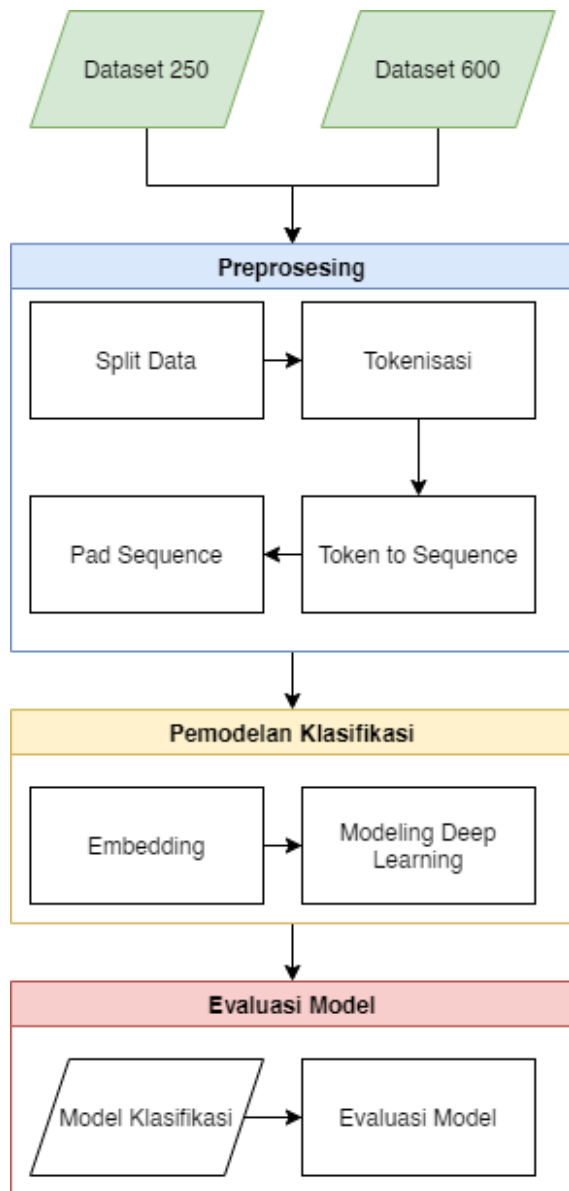 Dataset 250
Dataset 600
Preprosesing
Split Data
Tokenisasi
Pad Sequence
Token to Sequence
Pemodelan Klasifikasi
Embedding
Modeling Deep
Learning
Evaluasi Model
Model Klasifikasi
Evaluasi Model